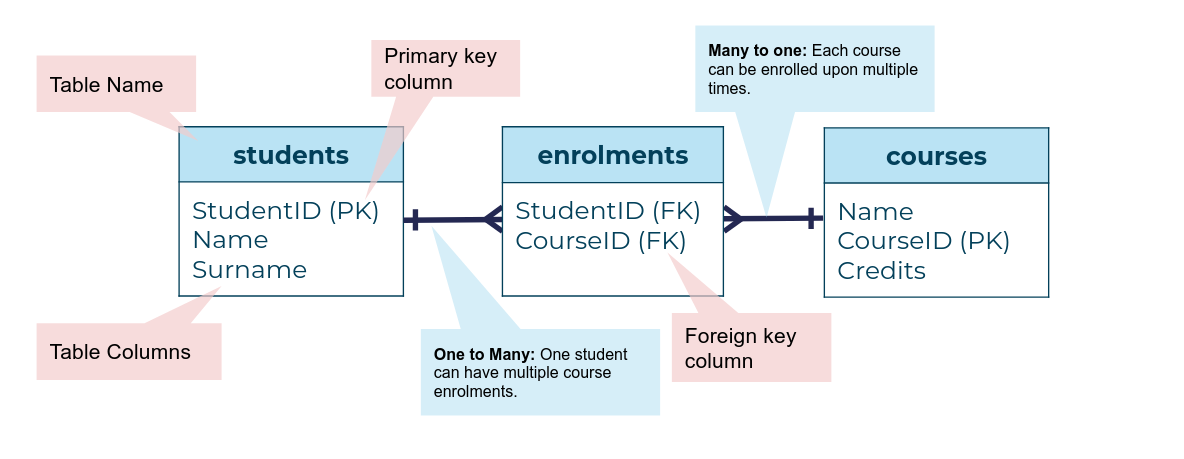 Table Name
Primary key
column
Many to one: Each course
can be enrolled upon multiple
times.
students
StudentID (PK)
Name
Surname
enrolments
StudentID (FK)
CourseID (FK)
courses
Name
CourseID (PK)
Credits
Table Columns
One to Many: One student
can have multiple course
enrolments.
Foreign key
column